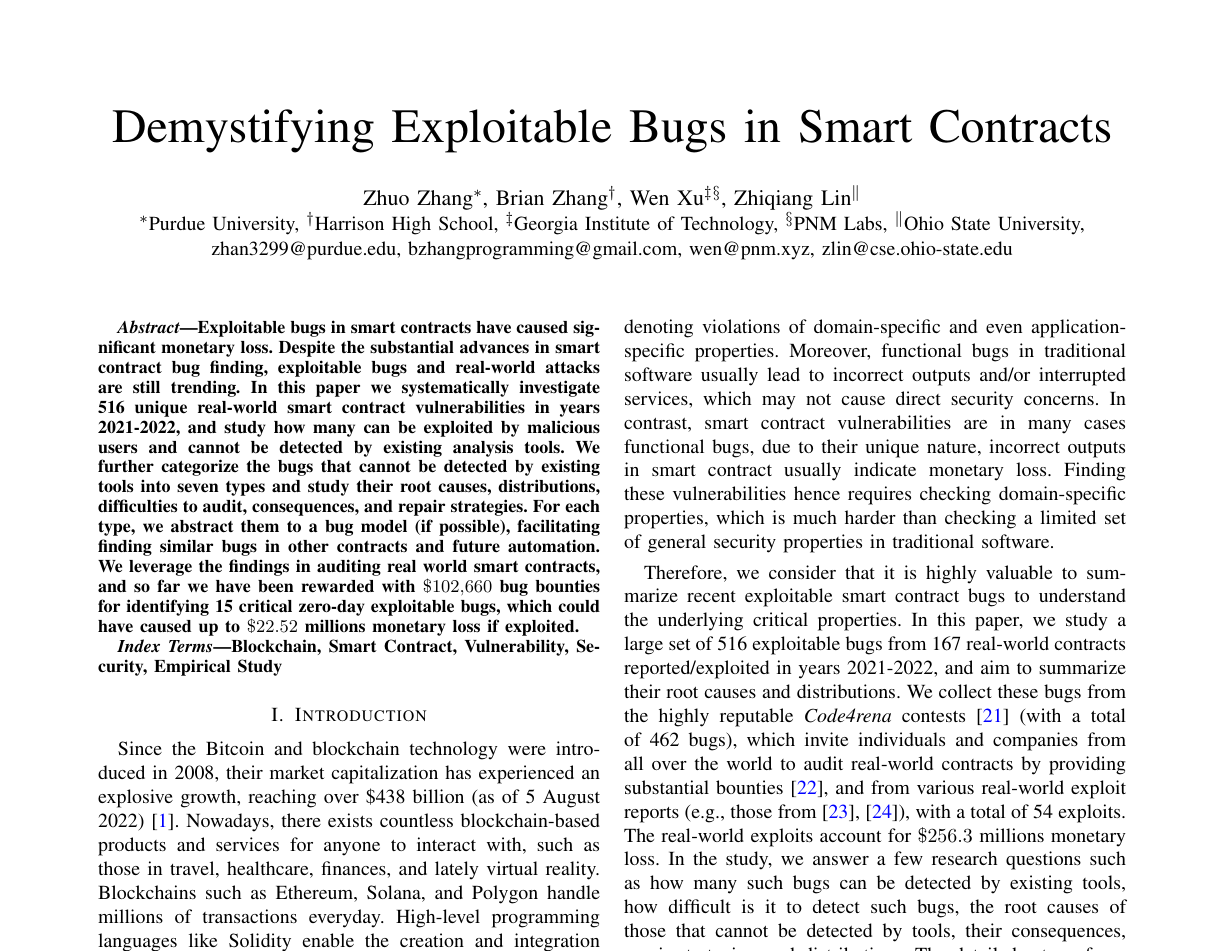 Demystifying Exploitable Bugs in Smart Contracts
Zhuo Zhang∗, Brian Zhang†, Wen Xu‡§, Zhiqiang Lin∥
∗Purdue University, †Harrison High School, ‡Georgia Institute of Technology, §PNM Labs, ∥Ohio State University,
zhan3299@purdue.edu, bzhangprogramming@gmail.com, wen@pnm.xyz, zlin@cse.ohio-state.edu
Abstract—Exploitable bugs in smart contracts have caused sig-
nificant monetary loss. Despite the substantial advances in smart
contract bug finding, exploitable bugs and real-world attacks
are still trending. In this paper we systematically investigate
516 unique real-world smart contract vulnerabilities in years
2021-2022, and study how many can be exploited by malicious
users and cannot be detected by existing analysis tools. We
further categorize the bugs that cannot be detected by existing
tools into seven types and study their root causes, distributions,
difficulties to audit, consequences, and repair strategies. For each
type, we abstract them to a bug model (if possible), facilitating
finding similar bugs in other contracts and future automation.
We leverage the findings in auditing real world smart contracts,
and so far we have been rewarded with $102,660 bug bounties
for identifying 15 critical zero-day exploitable bugs, which could
have caused up to $22.52 millions monetary loss if exploited.
Index Terms—Blockchain, Smart Contract, Vulnerability, Se-
curity, Empirical Study
I. INTRODUCTION
Since the Bitcoin and blockchain technology were intro-
duced in 2008, their market capitalization has experienced an
explosive growth, reaching over $438 billion (as of 5 August
2022) [1]. Nowadays, there exists countless blockchain-based
products and services for anyone to interact with, such as
those in travel, healthcare, finances, and lately virtual reality.
Blockchains such as Ethereum, Solana, and Polygon handle
millions of transactions everyday. High-level programming
languages like Solidity enable the creation and integration
denoting violations of domain-specific and even application-
specific properties. Moreover, functional bugs in traditional
software usually lead to incorrect outputs and/or interrupted
services, which may not cause direct security concerns. In
contrast, smart contract vulnerabilities are in many cases
functional bugs, due to their unique nature, incorrect outputs
in smart contract usually indicate monetary loss. Finding
these vulnerabilities hence requires checking domain-specific
properties, which is much harder than checking a limited set
of general security properties in traditional software.
Therefore, we consider that it is highly valuable to sum-
marize recent exploitable smart contract bugs to understand
the underlying critical properties. In this paper, we study a
large set of 516 exploitable bugs from 167 real-world contracts
reported/exploited in years 2021-2022, and aim to summarize
their root causes and distributions. We collect these bugs from
the highly reputable Code4rena contests [21] (with a total
of 462 bugs), which invite individuals and companies from
all over the world to audit real-world contracts by providing
substantial bounties [22], and from various real-world exploit
reports (e.g., those from [23], [24]), with a total of 54 exploits.
The real-world exploits account for $256.3 millions monetary
loss. In the study, we answer a few research questions such
as how many such bugs can be detected by existing tools,
how difficult is it to detect such bugs, the root causes of
those that cannot be detected by tools, their consequences,